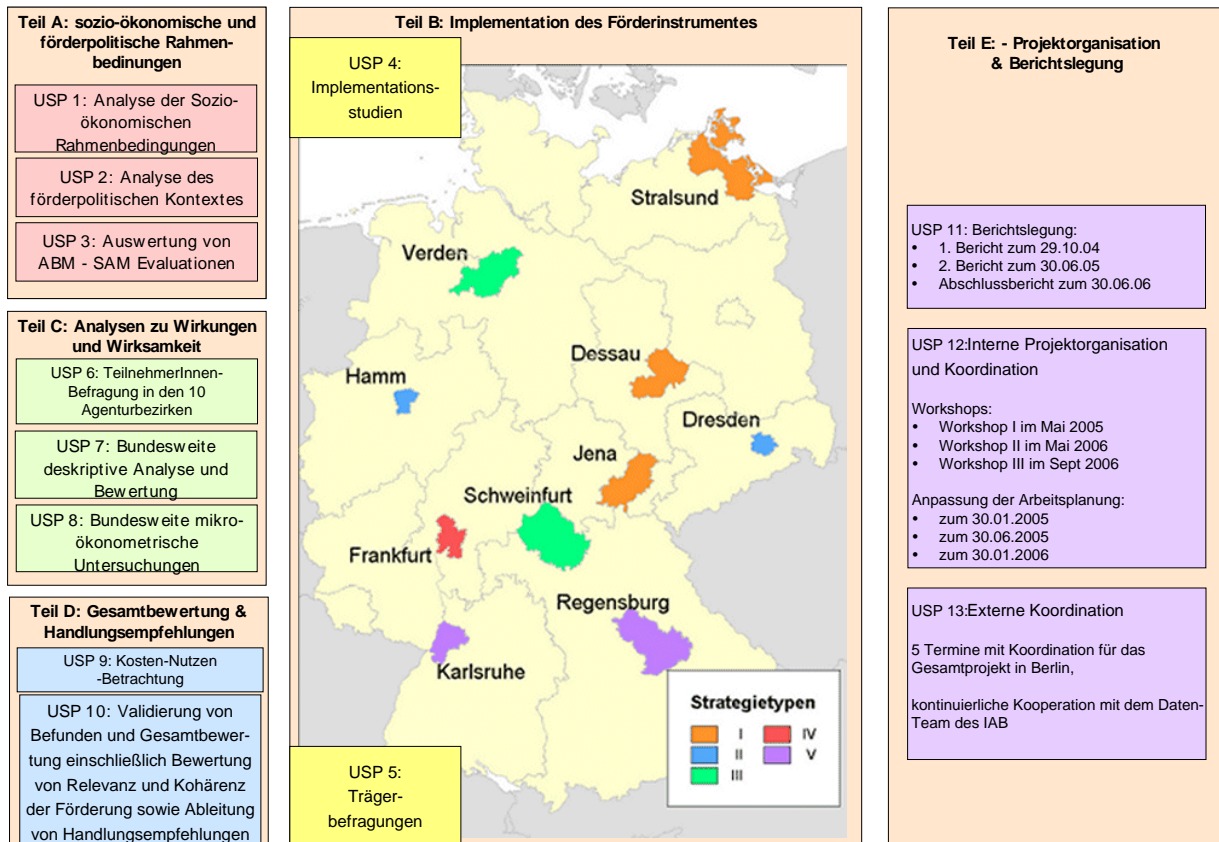 Teil A: sozio-ökonomische und
förderpolitische Rahmen-
bedinungen
USP 1: Analyse der Sozio-
ökonomischen
Rahmenbedingungen
USP 2: Analyse des
förderpolitischen Kontextes
USP 3: Auswertung von
ABM - SAM Evaluationen
Teil C: Analysen zu Wirkungen
und Wirksamkeit
USP 6: TeilnehmerInnen-
Befragung in den 10
Agenturbezirken
USP 7: Bundesweite
deskriptive Analyse und
Bewertung
USP 8: Bundesweite mikro-
ökonometrische
Untersuchungen
Teil D: Gesamtbewertung &
Handlungsempfehlungen
USP 9: Kosten-Nutzen
-Betrachtung
USP 10: Validierung von
Befunden und Gesamtbewer-
tung einschließlich Bewertung
von Relevanz und Kohärenz
der Förderung sowie Ableitung
von Handlungsempfehlungen
Teil B: Implementation des Förderinstrumentes
USP 4:
Implementations-
studien
Stralsund
Verden
Dessau
Hamm
Dresden
Jena
Schweinfurt
Frankfurt
Regensburg
Karlsruhe
Strategietypen
I
IV
II
V
III
USP 5:
Träger-
befragungen
Teil E: - Projektorganisation
& Berichtslegung
USP 11: Berichtslegung:
• 1. Bericht zum 29.10.04
• 2. Bericht zum 30.06.05
• Abschlussbericht zum 30.06.06
USP 12:Interne Projektorganisation
und Koordination
Workshops:
• Workshop I im Mai 2005
• Workshop II im Mai 2006
• Workshop III im Sept 2006
Anpassung der Arbeitsplanung:
• zum 30.01.2005
• zum 30.06.2005
• zum 30.01.2006
USP 13:Externe Koordination
5 Termine mit Koordination für das
Gesamtprojekt in Berlin,
kontinuierliche Kooperation mit dem Daten-
Team des IAB